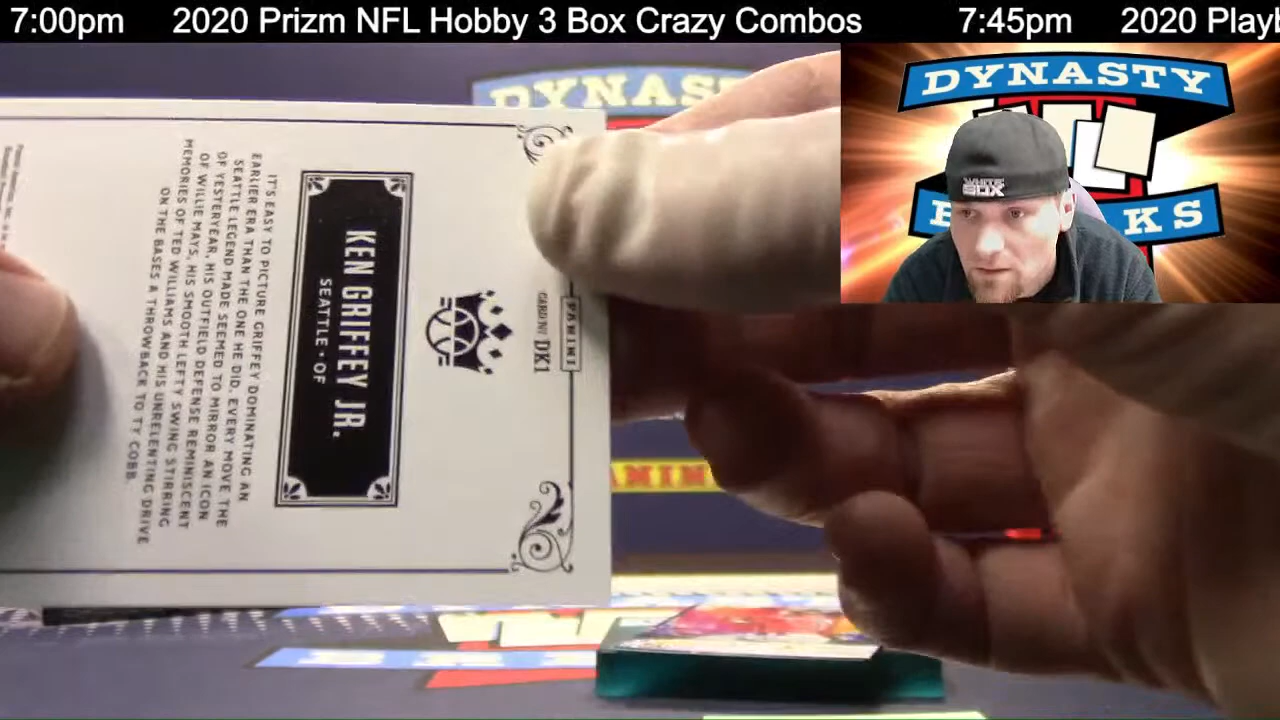 7:00pm 2020 Prizm NFL Hobby 3 Box Crazy Combos 7:45pm 2020 Playb
DYNASTY
WHITE
SOX
KS
DYNAS
PANINI
CARD Nº DK1
KEN GRIFFEY JR.
SEATTLE • OF
IT'S EASY TO PICTURE GRIFFEY DOMINATING AN
EARLIER ERA THAN THE ONE HE DID. EVERY MOVE THE
SEATTLE LEGEND MADE SEEMED TO MIRROR AN ICON
OF YESTERYEAR, HIS OUTFIELD DEFENSE REMINISCENT
OF WILLIE MAYS, HIS SMOOTH LEFTY SWING STIRRING
MEMORIES OF TED WILLIAMS AND HIS UNRELENTING DRIVE
ON THE BASES A THROWBACK TO TY COBB.
PANINI